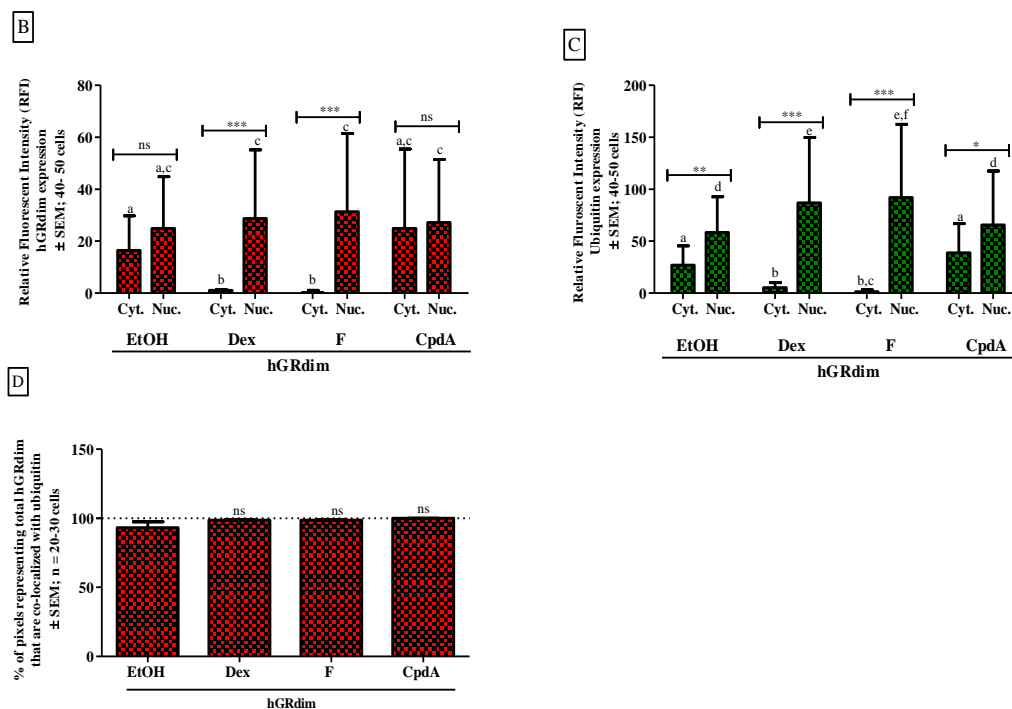 B
Relative Fluorescent Intensity (RFI)
hGRdim expression
± SEM; 40- 50 cells
80
60
40
20
0
ns
***
***
ns
a
a,c
b
c
b
c
a,c
c
Cyt. Nuc. Cyt. Nuc. Cyt. Nuc. Cyt. Nuc.
EtOH Dex F CpdA
hGRdim
C
Relative Fluroscent Intensity (RFI)
Ubiquitin expression
± SEM; 40-50 cells
200
150
100
50
0
**
***
***
*
a
d
b
e
b,c
e,f
a
d
Cyt. Nuc. Cyt. Nuc. Cyt. Nuc. Cyt. Nuc.
EtOH Dex F CpdA
hGRdim
D
% of pixels representing total hGRdim
that are co-localized with ubiquitin
± SEM; n = 20-30 cells
150
100
50
0
ns ns ns
EtOH Dex F CpdA
hGRdim